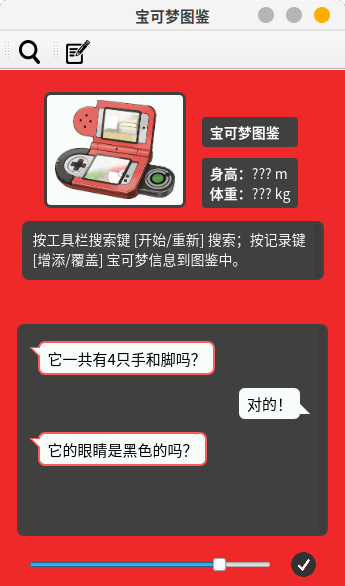 宝可梦图鉴
宝可梦图鉴
身高：??? m
体重：??? kg
按工具栏搜索键 [开始/重新] 搜索；按记录键
[增添/覆盖] 宝可梦信息到图鉴中。
它一共有4只手和脚吗？
对的！
它的眼睛是黑色的吗？